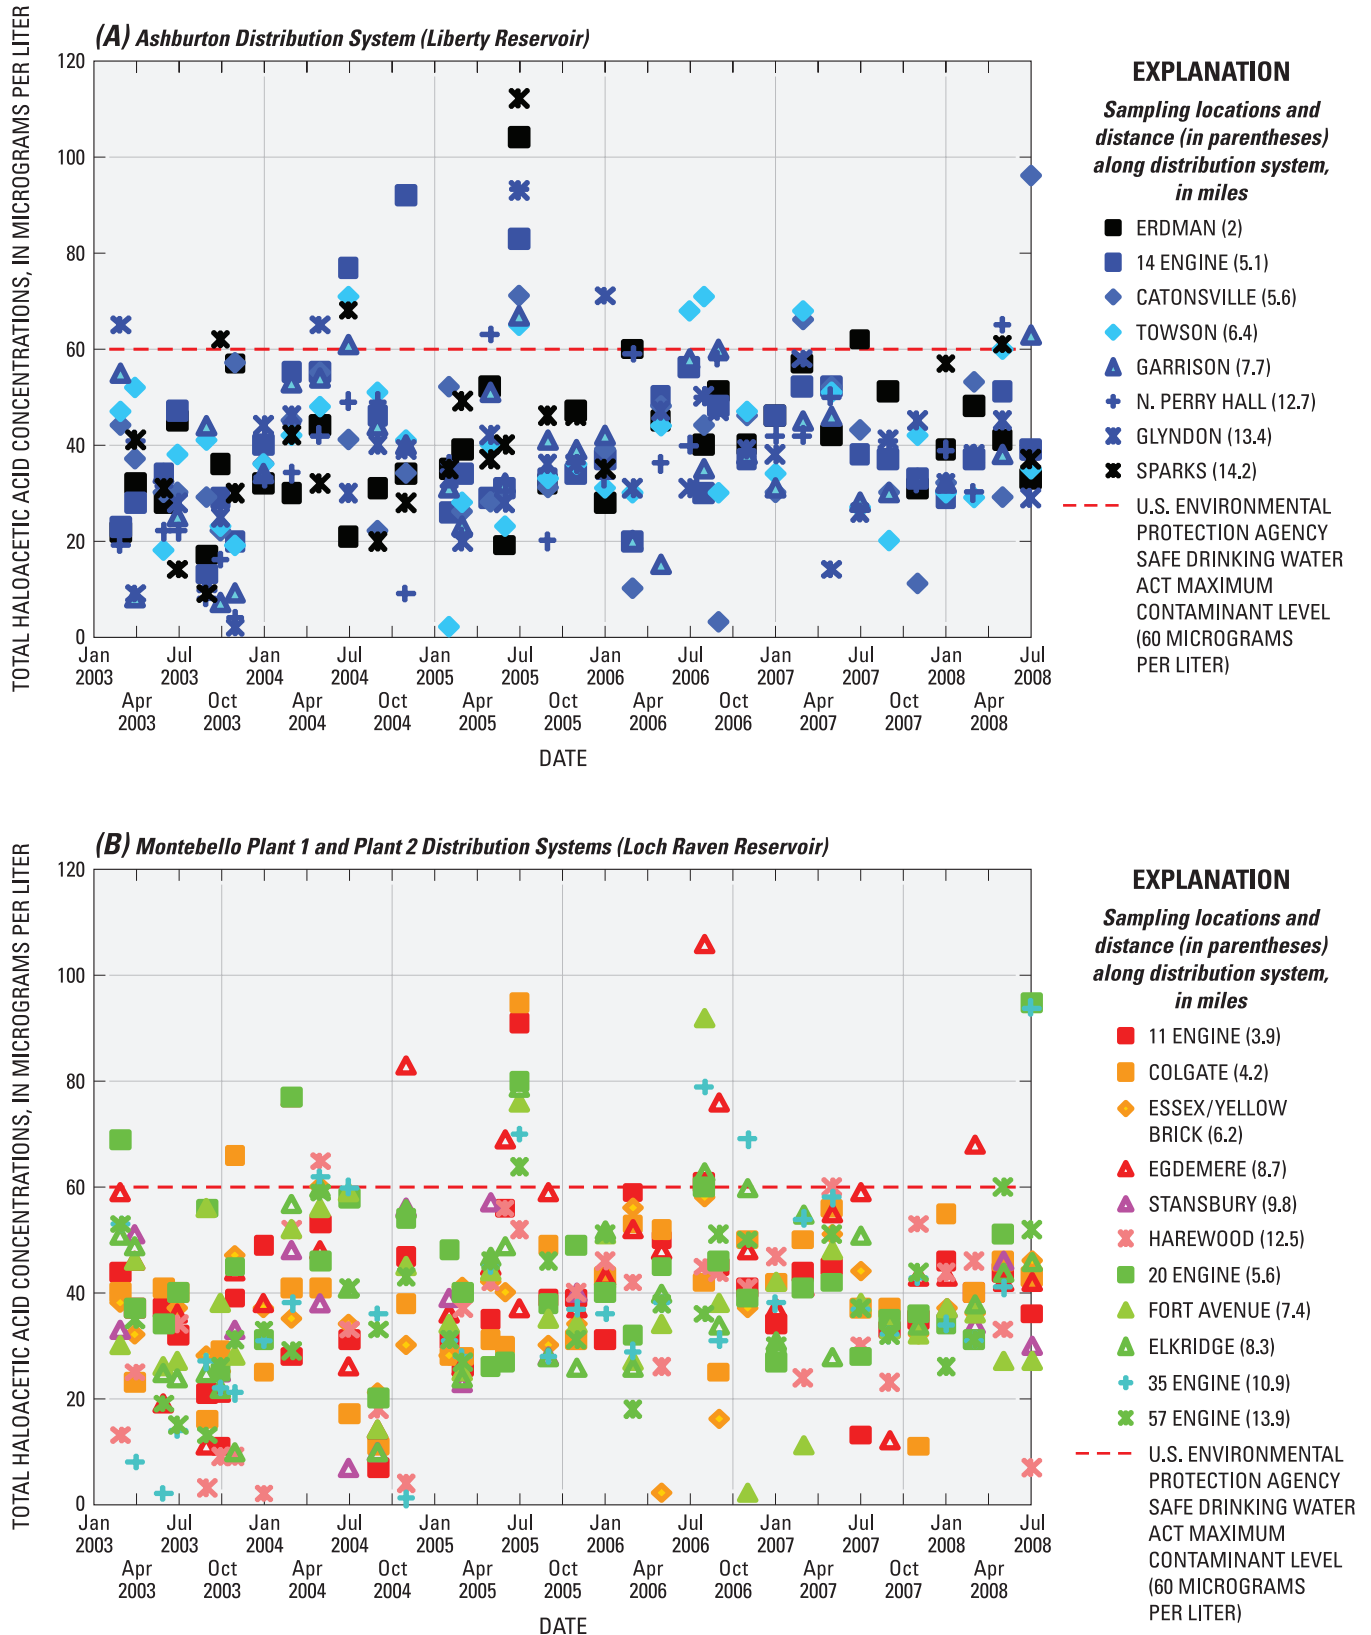 (A) Ashburton Distribution System (Liberty Reservoir)
TOTAL HALOACETIC ACID CONCENTRATIONS, IN MICROGRAMS PER LITER
120
100
80
60
40
20
0
Jan Jul Jan Jul Jan Jul Jan Jul Jan Jul Jan Jul
2003 2003 2004 2004 2005 2005 2006 2006 2007 2007 2008 2008
Apr Oct Apr Oct Apr Oct Apr Oct Apr Oct Apr
2003 2003 2004 2004 2005 2005 2006 2006 2007 2007 2008
DATE
EXPLANATION
Sampling locations and
distance (in parentheses)
along distribution system,
in miles
ERDMAN (2)
14 ENGINE (5.1)
CATONSVILLE (5.6)
TOWSON (6.4)
GARRISON (7.7)
N. PERRY HALL (12.7)
GLYNDON (13.4)
SPARKS (14.2)
U.S. ENVIRONMENTAL
PROTECTION AGENCY
SAFE DRINKING WATER
ACT MAXIMUM
CONTAMINANT LEVEL
(60 MICROGRAMS
PER LITER)
(B) Montebello Plant 1 and Plant 2 Distribution Systems (Loch Raven Reservoir)
TOTAL HALOACETIC ACID CONCENTRATIONS, IN MICROGRAMS PER LITER
120
100
80
60
40
20
0
Jan Jul Jan Jul Jan Jul Jan Jul Jan Jul Jan Jul
2003 2003 2004 2004 2005 2005 2006 2006 2007 2007 2008 2008
Apr Oct Apr Oct Apr Oct Apr Oct Apr Oct Apr
2003 2003 2004 2004 2005 2005 2006 2006 2007 2007 2008
DATE
EXPLANATION
Sampling locations and
distance (in parentheses)
along distribution system,
in miles
11 ENGINE (3.9)
COLGATE (4.2)
ESSEX/YELLOW
BRICK (6.2)
EGDEMERE (8.7)
STANSBURY (9.8)
HAREWOOD (12.5)
20 ENGINE (5.6)
FORT AVENUE (7.4)
ELKRIDGE (8.3)
35 ENGINE (10.9)
57 ENGINE (13.9)
U.S. ENVIRONMENTAL
PROTECTION AGENCY
SAFE DRINKING WATER
ACT MAXIMUM
CONTAMINANT LEVEL
(60 MICROGRAMS
PER LITER)